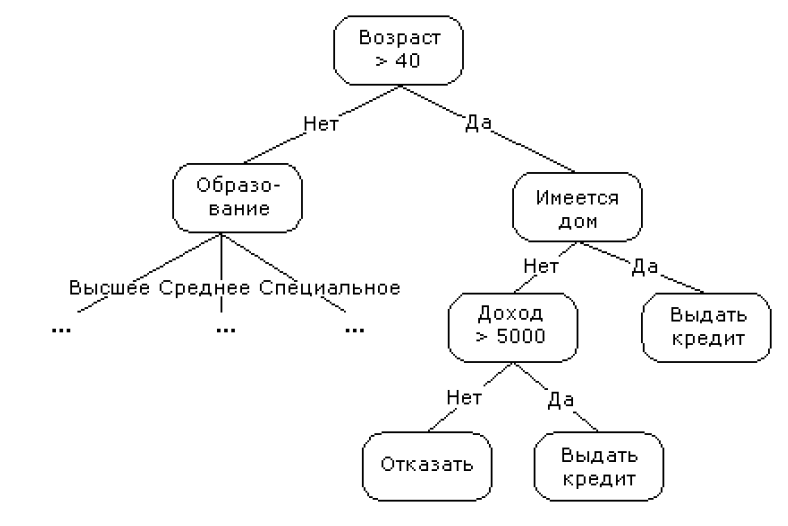 Возраст
> 40
Нет
Да
Образо-
вание
Имеется
дом
Высшее Среднее Специальное
... ... ...
Нет
Да
Доход
> 5000
Выдать
кредит
Нет
Да
Отказать
Выдать
кредит